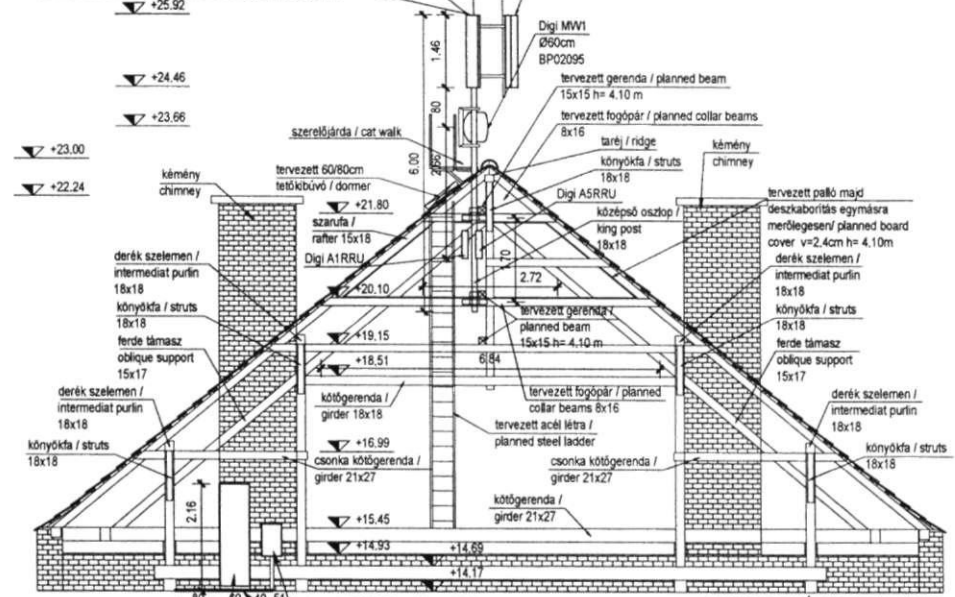 +25.92
+24.46
+23.66
+23,00
+22.24
1.46
80
6.00
Digi MW1
Ø60cm
BP02095
tervezett gerenda / planned beam
15x15 h= 4.10 m
tervezett fogópár / planned collar beams
8x16
szerelőjárda / cat walk
taréj / ridge
könyökfa / struts
18x18
kémény
chimney
kémény
chimney
tervezett 60/80cm
tetőkibúvó / dormer
+21.80
szarufa /
rafter 15x18
Digi A1RRU
Digi A5RRU
középső oszlop /
king post
18x18
tervezett palló majd
deszkaborítás egymásra
merőlegesen/ planned board
cover v=2,4cm h= 4,10m
derék szelemen /
intermediat purlin
18x18
könyökfa / struts
18x18
ferde támasz
oblique support
15x17
derék szelemen /
intermediat purlin
18x18
könyökfa / struts
18x18
ferde támasz
oblique support
15x17
70
2.72
+20.10
tervezett gerenda /
planned beam
15x15 h= 4,10 m
+19,15
+18,51
6.84
derék szelemen /
intermediat purlin
18x18
könyökfa / struts
18x18
kötőgerenda /
girder 18x18
tervezett fogópár / planned
collar beams 8x16
tervezett acél létra /
planned steel ladder
derék szelemen /
intermediat purlin
18x18
könyökfa / struts
18x18
+16.99
csonka kötőgerenda /
girder 21x27
csonka kötőgerenda /
girder 21x27
2.16
kötőgerenda /
girder 21x27
+15.45
+14.93
+14.69
+14.17